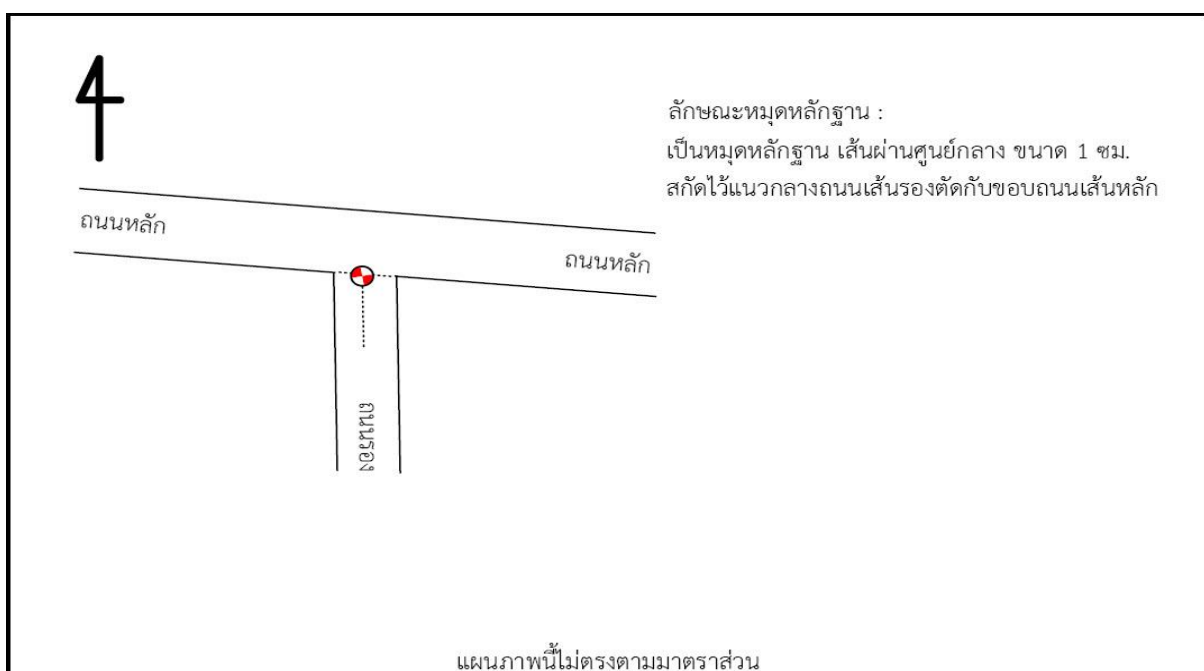 ลักษณะหมุดหลักฐาน :
เป็นหมุดหลักฐาน เส้นผ่านศูนย์กลาง ขนาด 1 ซม.
สกัดไว้แนวกลางถนนเส้นรองตัดกับขอบถนนเส้นหลัก
ถนนหลัก
ถนนหลัก
ถนนรอง
แผนภาพนี้ไม่ตรงตามมาตราส่วน